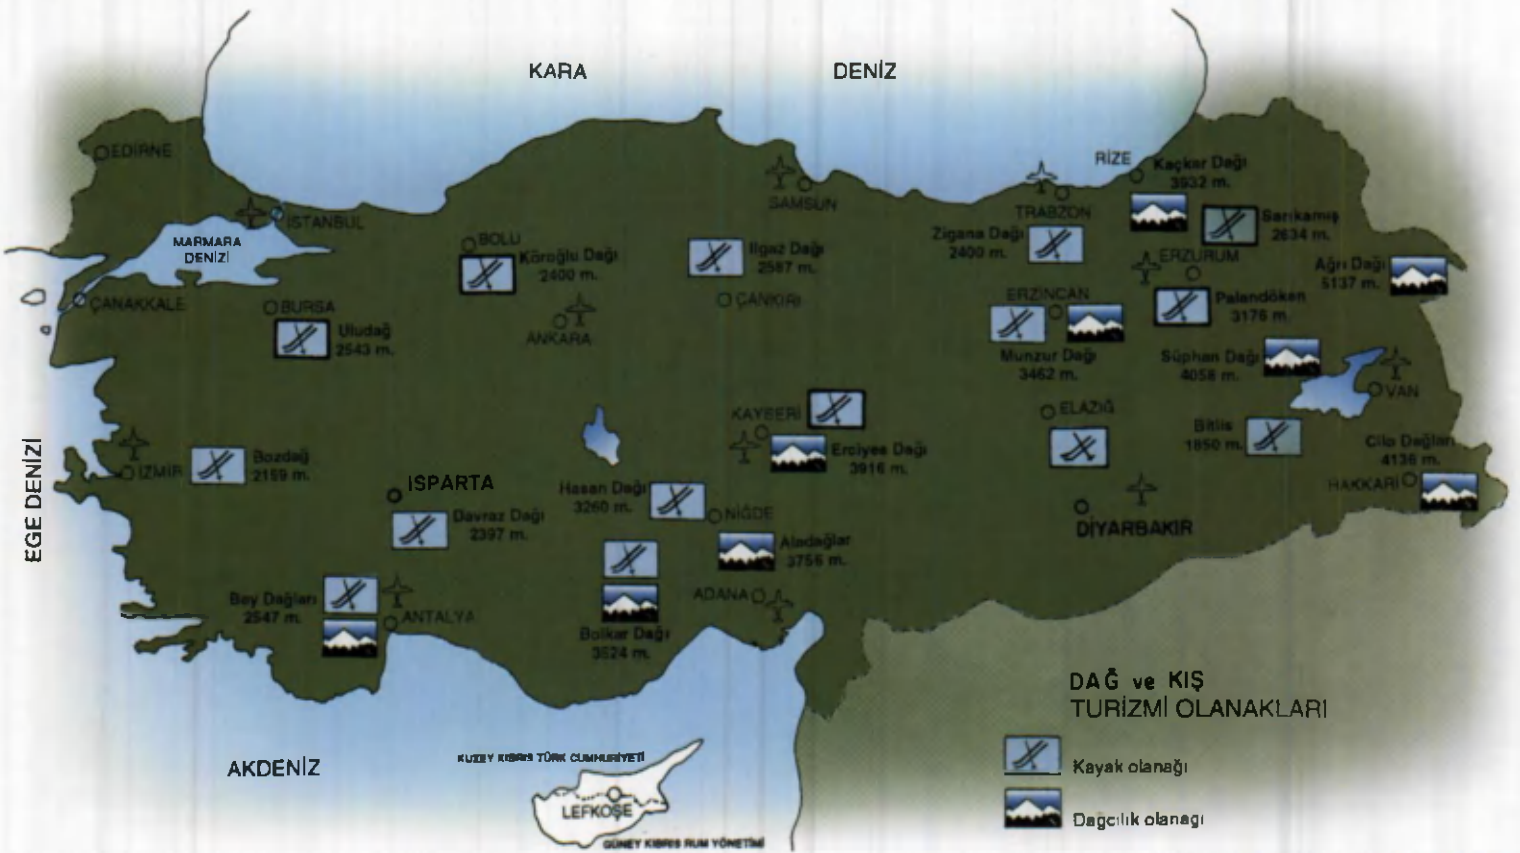 KARA DENİZ
EDİRNE
İSTANBUL
MARMARA
DENİZİ
ÇANAKKALE
BURSA
Uludağ
2543 m.
BOLU
Köroğlu Dağı
2400 m.
ANKARA
Ilgaz Dağı
2587 m.
ÇANKIRI
SAMSUN
TRABZON
Zigana Dağı
2400 m.
RİZE
Kaçkar Dağı
3932 m.
Sarıkamış
2634 m.
ERZURUM
Palandöken
3176 m.
Ağrı Dağı
5137 m.
ERZİNCAN
Munzur Dağı
3462 m.
Süphan Dağı
4058 m.
VAN
Bitlis
1850 m.
Cilo Dağları
4136 m.
HAKKARİ
ELAZIĞ
DİYARBAKIR
KAYSERİ
Erciyes Dağı
3916 m.
Hasan Dağı
3260 m.
NİĞDE
Aladağlar
3756 m.
ADANA
Bolkar Dağı
3524 m.
EGE DENİZİ
İZMİR
Bozdağ
2159 m.
ISPARTA
Davraz Dağı
2397 m.
Bey Dağları
2547 m.
ANTALYA
AKDENİZ
KUZEY KIBRIS TÜRK CUMHURİYETİ
LEFKOŞE
GÜNEY KIBRIS RUM YÖNETİMİ
DAĞ ve KIŞ
TURİZMİ OLANAKLARI
Kayak olanağı
Dağcılık olanagı